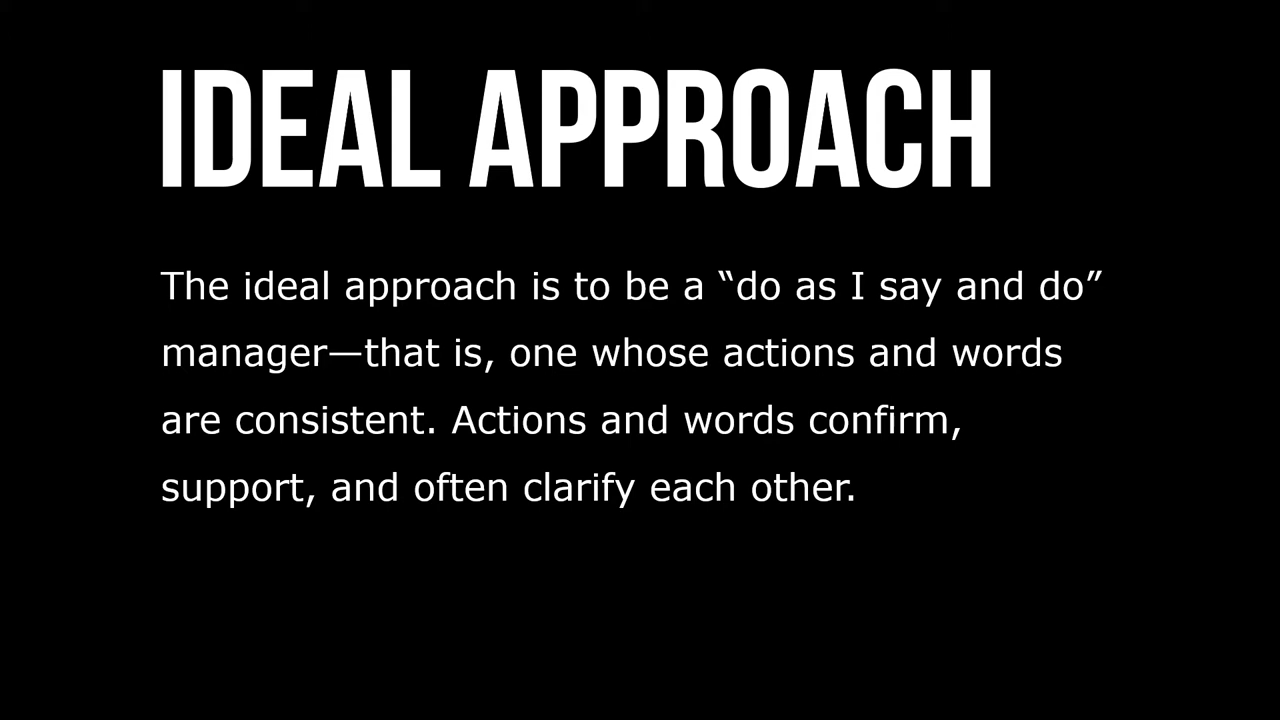 IDEAL APPROACH
The ideal approach is to be a “do as I say and do”
manager—that is, one whose actions and words
are consistent. Actions and words confirm,
support, and often clarify each other.